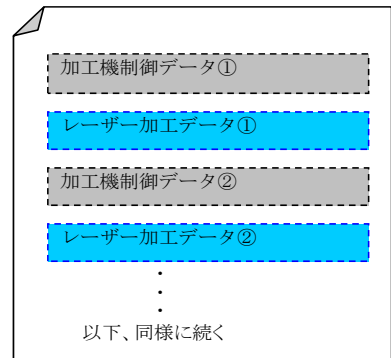 加工機制御データ①
レーザー加工データ①
加工機制御データ②
レーザー加工データ②
・
・
・
以下、同様に続く